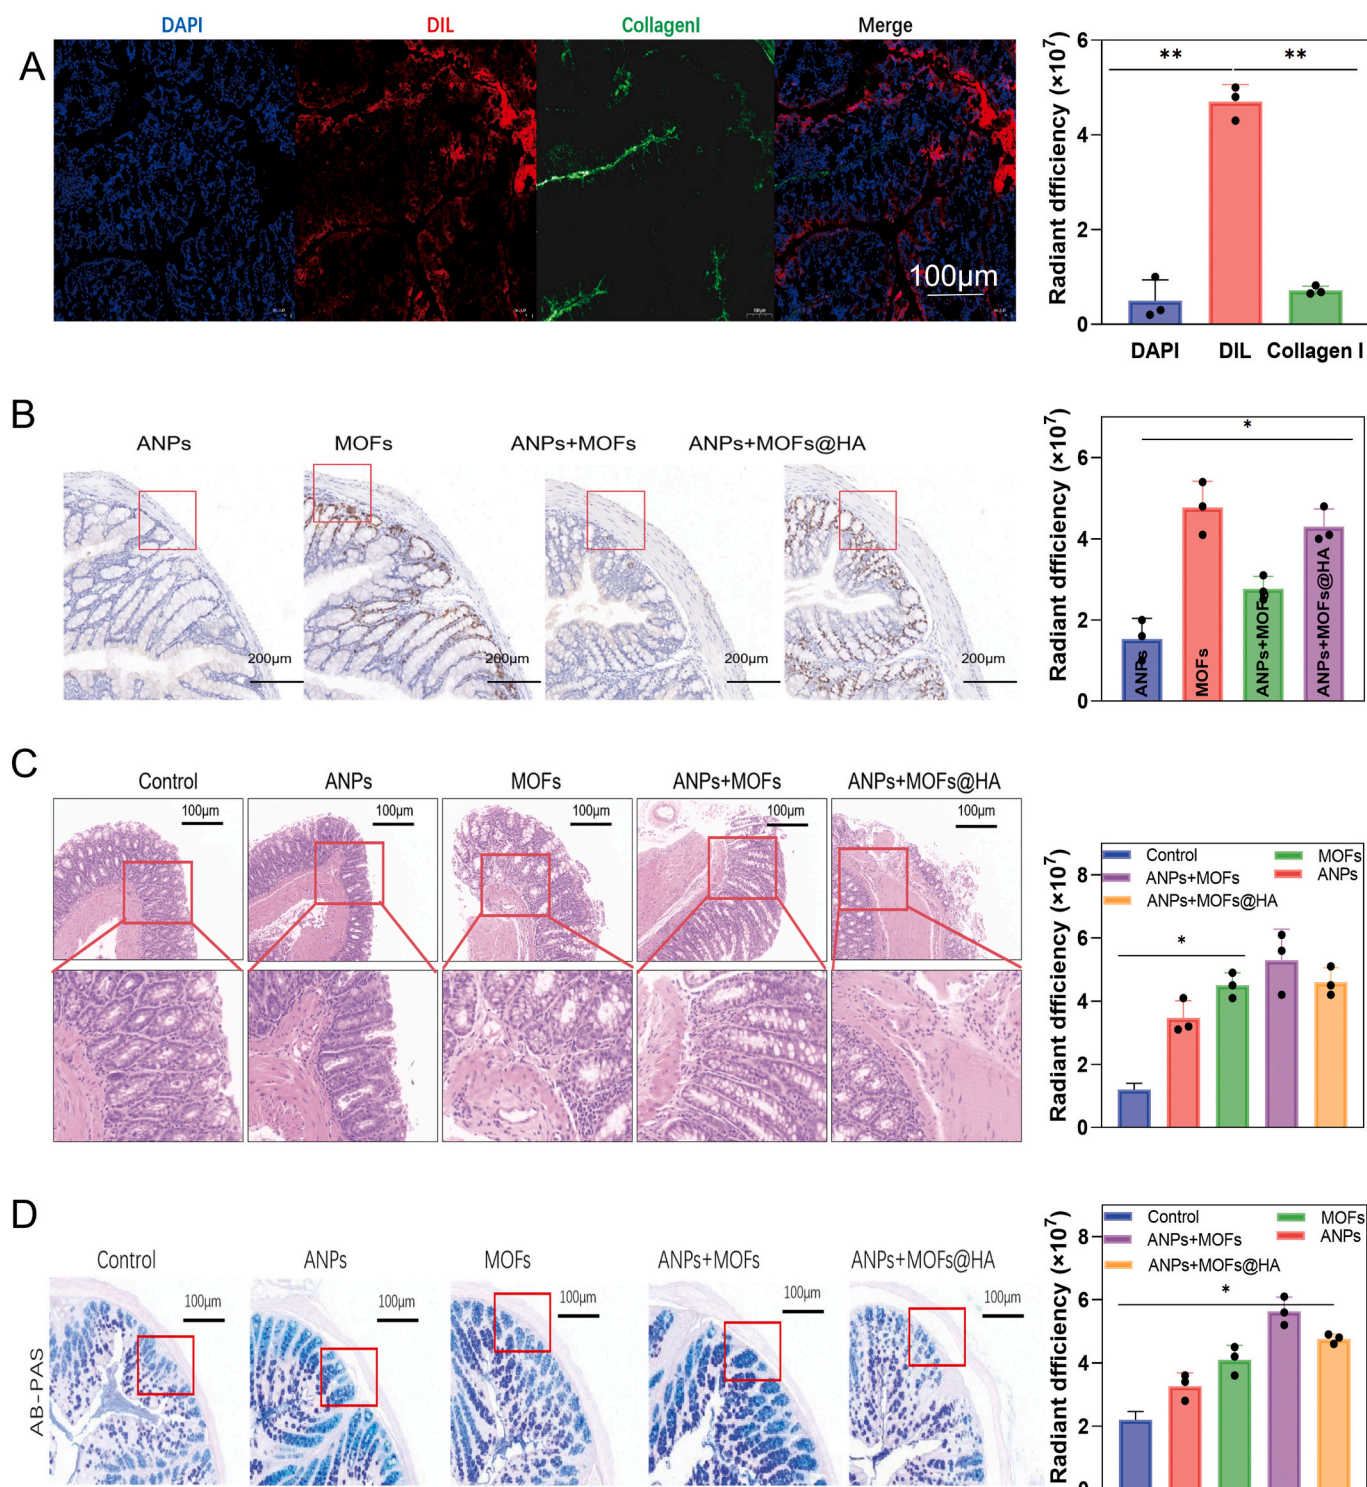 A
DAPI
DIL
CollagenI
Merge
100μm
100μm
Radiant dfficiency (×10⁷)
6
4
2
0
**
**
DAPI
DIL
Collagen I
B
ANPs
MOFs
ANPs+MOFs
ANPs+MOFs@HA
200μm
200μm
200μm
200μm
Radiant dfficiency (×10⁷)
6
4
2
0
*
ANPs
MOFs
ANPs+MOFs
ANPs+MOFs@HA
C
Control
ANPs
MOFs
ANPs+MOFs
ANPs+MOFs@HA
100μm
100μm
100μm
100μm
100μm
Radiant dfficiency (×10⁷)
8
6
4
2
0
Control
MOFs
ANPs+MOFs
ANPs
ANPs+MOFs@HA
*
D
Control
ANPs
MOFs
ANPs+MOFs
ANPs+MOFs@HA
AB-PAS
100μm
100μm
100μm
100μm
100μm
Radiant dfficiency (×10⁷)
8
6
4
2
0
Control
MOFs
ANPs+MOFs
ANPs
ANPs+MOFs@HA
*